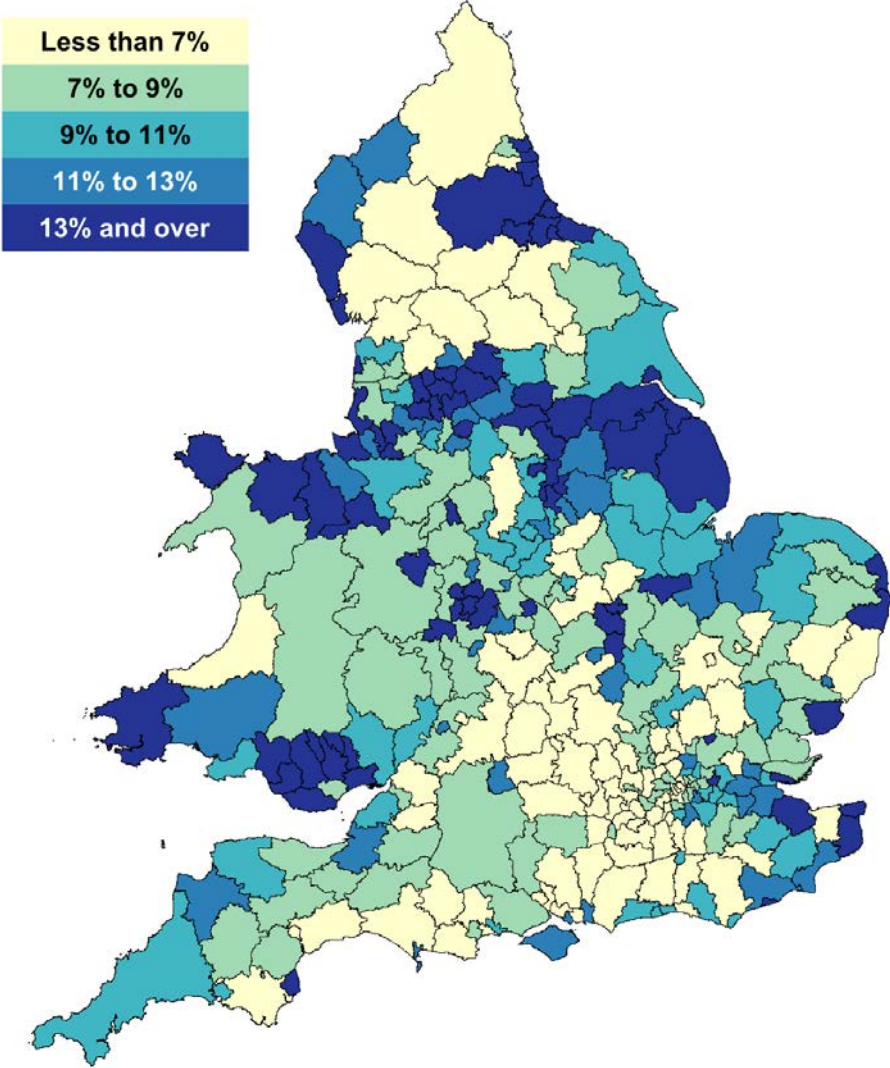 Less than 7%
7% to 9%
9% to 11%
11% to 13%
13% and over